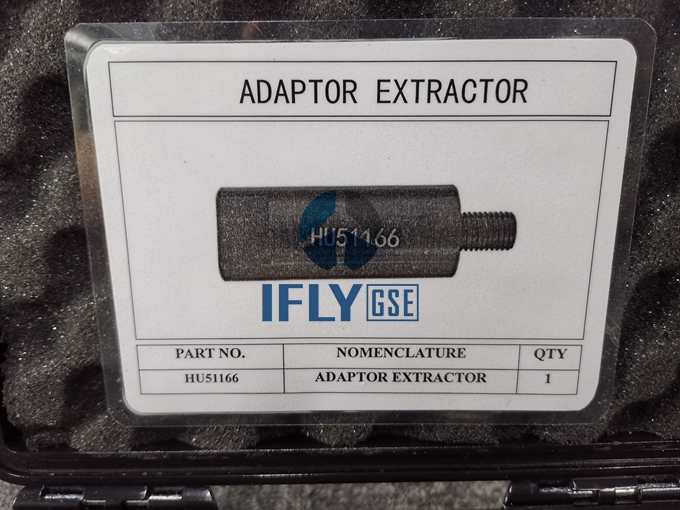 ADAPTOR EXTRACTOR
HU51166
IFLY GSE
PART NO. NOMENCLATURE QTY
HU51166 ADAPTOR EXTRACTOR 1